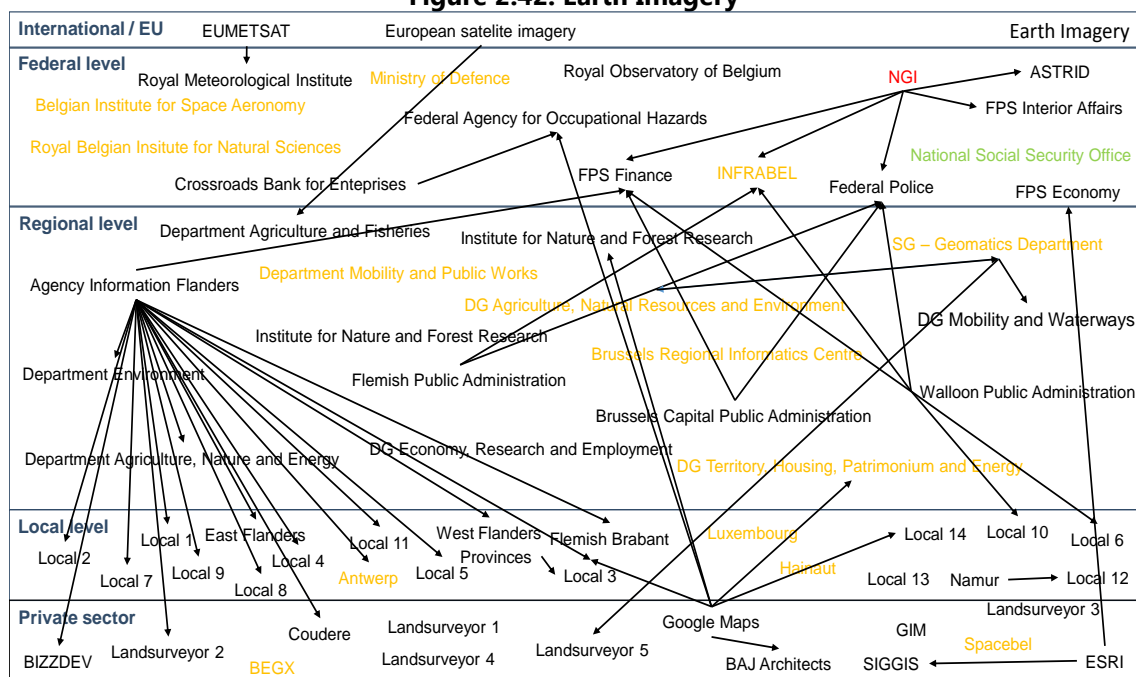 Figure 2.42: Earth Imagery
International / EU
EUMETSAT
European satelite imagery
Earth Imagery
Federal level
Royal Meteorological Institute
Ministry of Defence
Royal Observatory of Belgium
NGI
ASTRID
Belgian Institute for Space Aeronomy
FPS Interior Affairs
Federal Agency for Occupational Hazards
Royal Belgian Insitute for Natural Sciences
National Social Security Office
Crossroads Bank for Enteprises
FPS Finance
INFRABEL
Federal Police
FPS Economy
Regional level
Department Agriculture and Fisheries
Institute for Nature and Forest Research
SG – Geomatics Department
Department Mobility and Public Works
Agency Information Flanders
DG Agriculture, Natural Resources and Environment
DG Mobility and Waterways
Institute for Nature and Forest Research
Brussels Regional Informatics Centre
Department Environment
Flemish Public Administration
Walloon Public Administration
Brussels Capital Public Administration
DG Economy, Research and Employment
Department Agriculture, Nature and Energy
DG Territory, Housing, Patrimonium and Energy
Local level
Local 1
East Flanders
Local 11
West Flanders
Flemish Brabant
Luxembourg
Local 14
Local 10
Local 6
Local 2
Local 4
Provinces
Local 7
Local 9
Local 8
Antwerp
Local 5
Local 3
Hainaut
Local 13
Namur
Local 12
Private sector
Landsurveyor 3
Coudere
Landsurveyor 1
Google Maps
GIM
BIZZDEV
Landsurveyor 2
BEGX
Landsurveyor 4
Landsurveyor 5
BAJ Architects
SIGGIS
Spacebel
ESRI